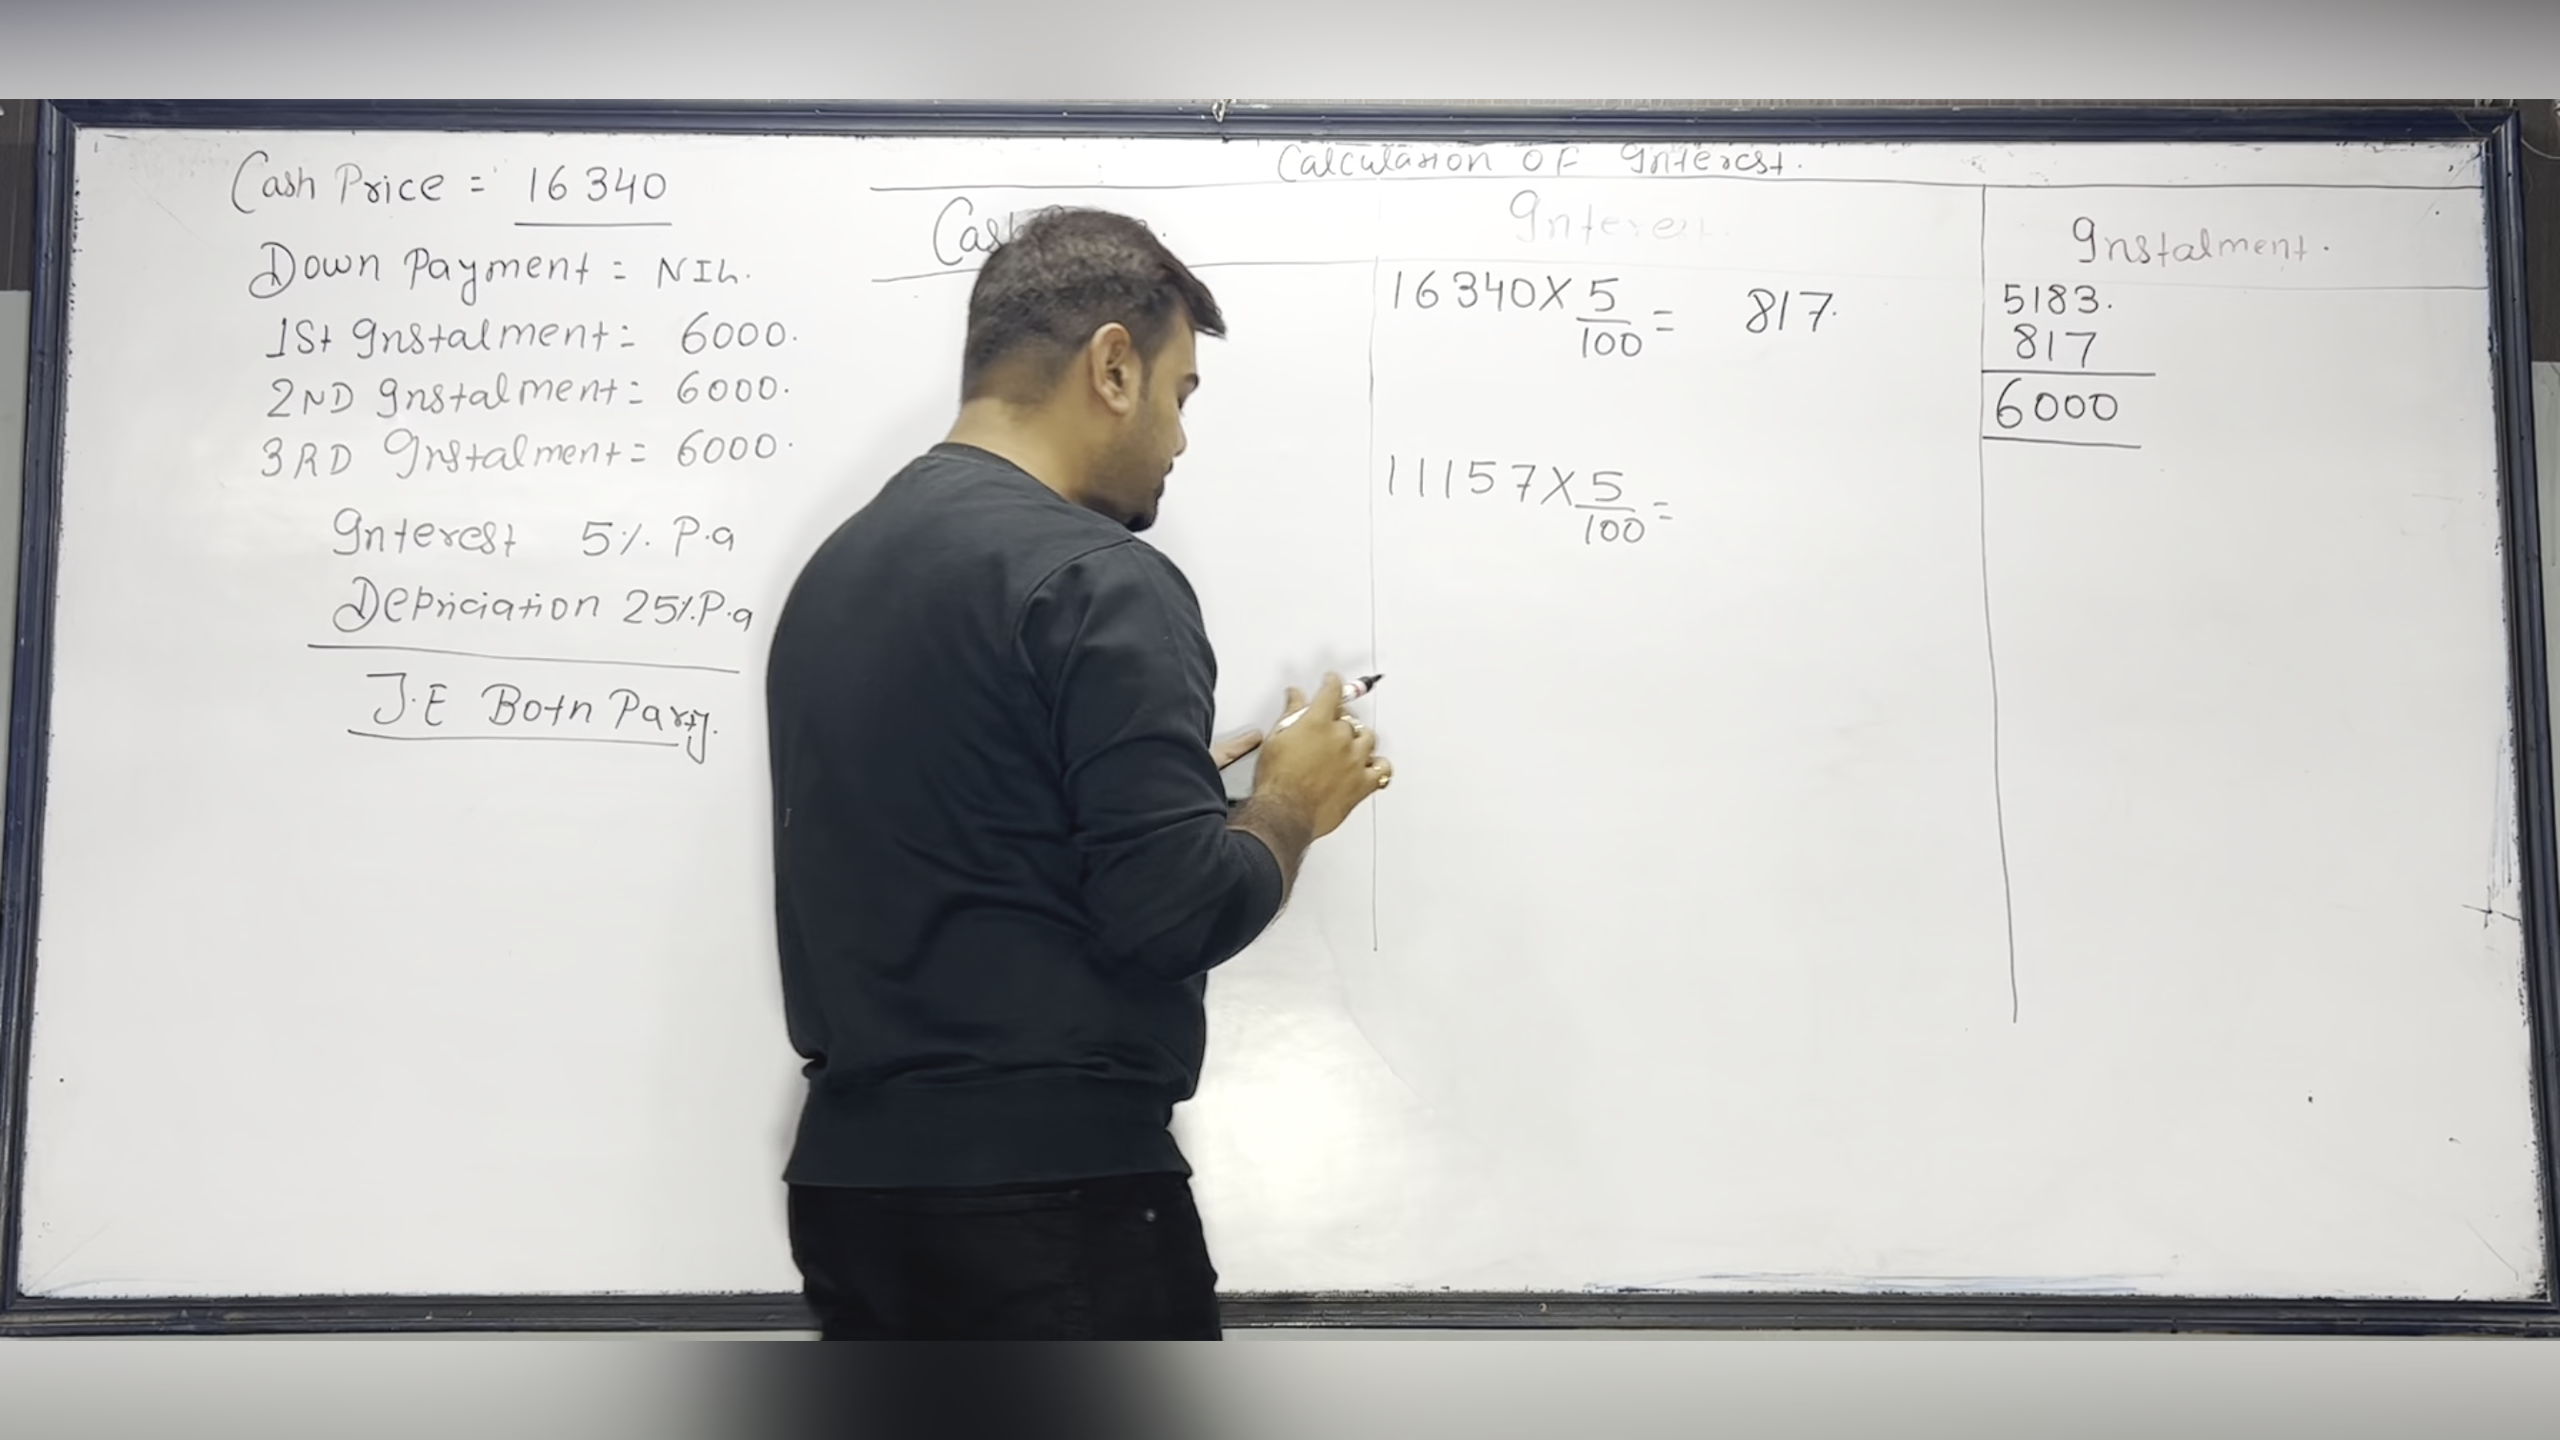 Cash Price = 16340
Down Payment = NIL.
1St Instalment = 6000.
2ND Instalment = 6000.
3RD Instalment = 6000.
Interest 5% P.a
Depriciation 25% P.a
J.E Both Party.
Calculation OF Interest.
Interest.
Instalment.
16340 X 5/100 = 817.
5183.
817
6000
11157 X 5/100 =